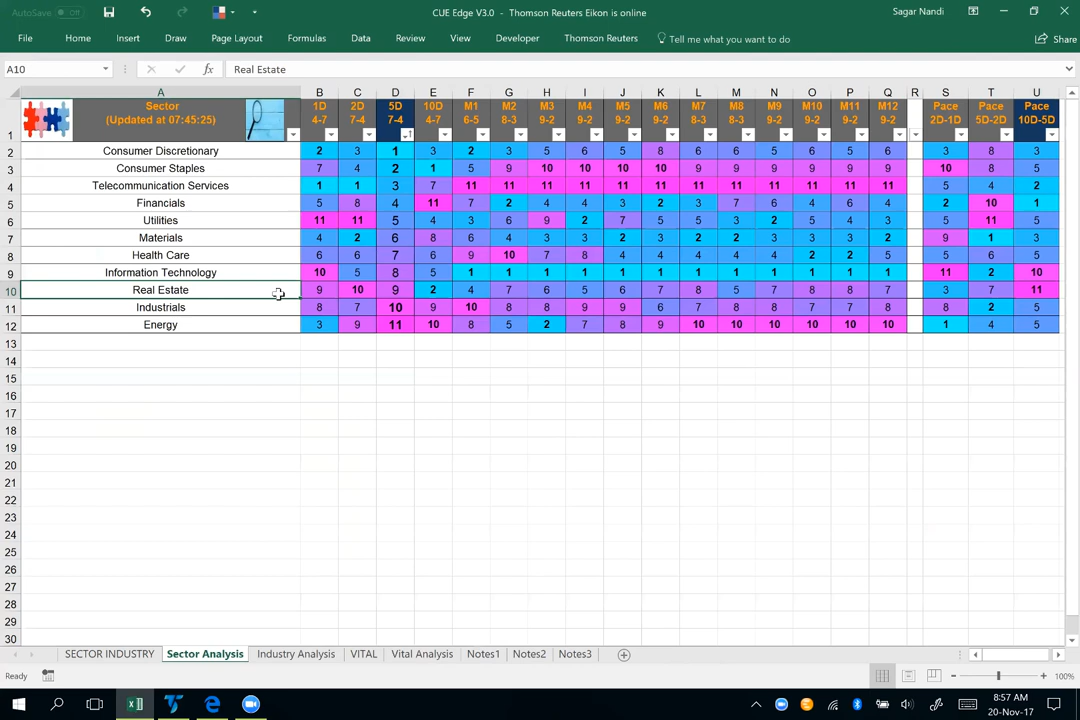 AutoSave Off
CUE Edge V3.0 - Thomson Reuters Eikon is online
Sagar Nandi
File Home Insert Draw Page Layout Formulas Data Review View Developer Thomson Reuters Tell me what you want to do Share
A10 fx Real Estate
A B C D E F G H I J K L M N O P Q R S T U
1 Sector 1D 2D 5D 10D M1 M2 M3 M4 M5 M6 M7 M8 M9 M10 M11 M12 Pace Pace Pace
(Updated at 07:45:25) 4-7 7-4 7-4 4-7 6-5 8-3 9-2 9-2 9-2 9-2 8-3 8-3 9-2 9-2 9-2 9-2 2D-1D 5D-2D 10D-5D
2 Consumer Discretionary 2 3 1 3 2 3 5 6 5 8 6 6 5 6 5 6 3 8 3
3 Consumer Staples 7 4 2 1 5 9 10 10 10 10 9 9 9 9 9 9 10 8 5
4 Telecommunication Services 1 1 3 7 11 11 11 11 11 11 11 11 11 11 11 11 5 4 2
5 Financials 5 8 4 11 7 2 4 4 3 2 3 7 6 4 6 4 2 10 1
6 Utilities 11 11 5 4 3 6 9 2 7 5 5 3 2 5 4 3 5 11 5
7 Materials 4 2 6 8 6 4 3 3 2 3 2 2 3 3 3 2 9 1 3
8 Health Care 6 6 7 6 9 10 7 8 4 4 4 4 4 2 2 5 5 6 5
9 Information Technology 10 5 8 5 1 1 1 1 1 1 1 1 1 1 1 1 11 2 10
10 Real Estate 9 10 9 2 4 7 6 5 6 7 8 5 7 8 8 7 3 7 11
11 Industrials 8 7 10 9 10 8 8 9 9 6 7 8 8 7 7 8 8 2 5
12 Energy 3 9 11 10 8 5 2 7 8 9 10 10 10 10 10 10 1 4 5
13
14
15
16
17
18
19
20
21
22
23
24
25
26
27
28
29
30
SECTOR INDUSTRY Sector Analysis Industry Analysis VITAL Vital Analysis Notes1 Notes2 Notes3
Ready 100%
8:57 AM
20-Nov-17